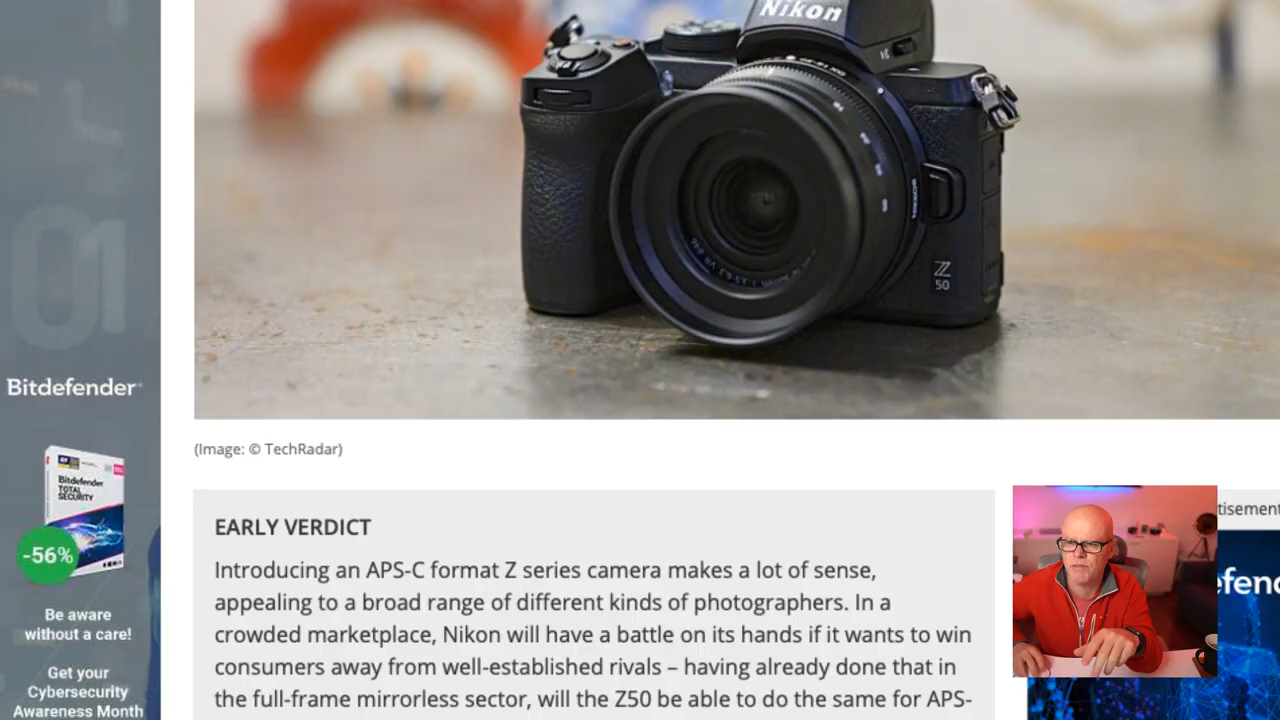 Nikon
Z
50
Bitdefender
Bitdefender
TOTAL
SECURITY
-56%
Be aware
without a care!
Get your
Cybersecurity
Awareness Month
(Image: © TechRadar)
EARLY VERDICT
Introducing an APS-C format Z series camera makes a lot of sense,
appealing to a broad range of different kinds of photographers. In a
crowded marketplace, Nikon will have a battle on its hands if it wants to win
consumers away from well-established rivals – having already done that in
the full-frame mirrorless sector, will the Z50 be able to do the same for APS-
tisement
efend